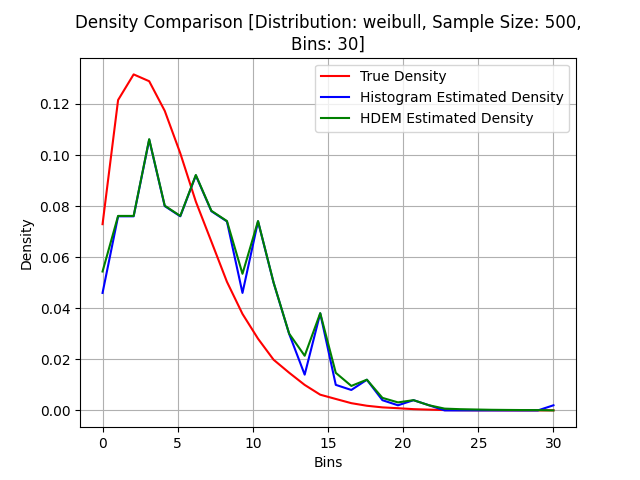 Density Comparison [Distribution: weibull, Sample Size: 500,
Bins: 30]
True Density
Histogram Estimated Density
HDEM Estimated Density
Density
0.12
0.10
0.08
0.06
0.04
0.02
0.00
0 5 10 15 20 25 30
Bins